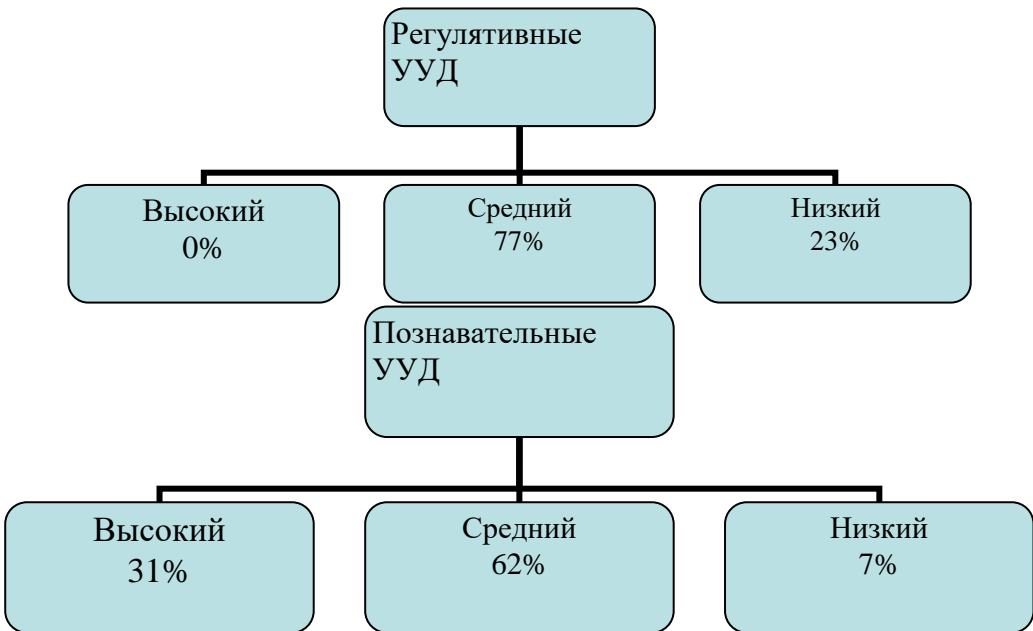 Регулятивные
УУД
Высокий
0%
Средний
77%
Низкий
23%
Познавательные
УУД
Высокий
31%
Средний
62%
Низкий
7%